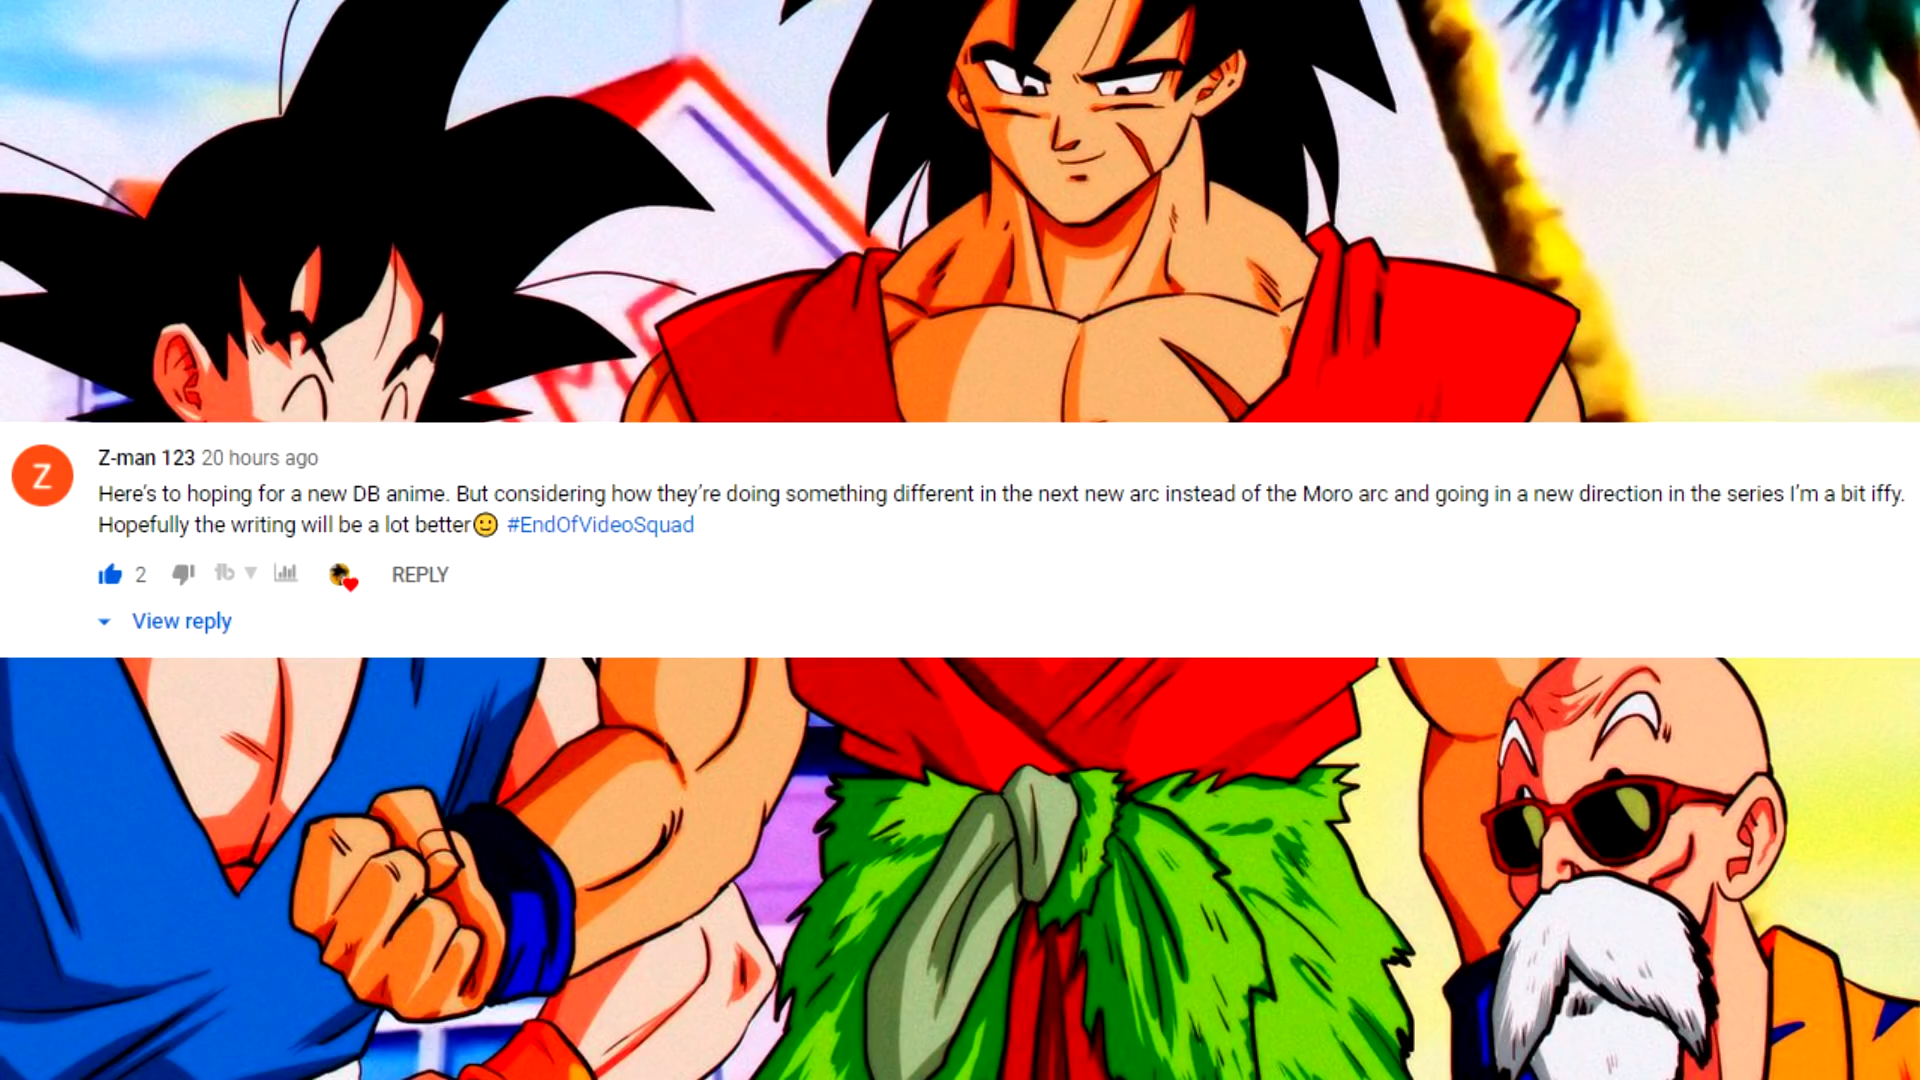 Z
Z-man 123 20 hours ago
Here's to hoping for a new DB anime. But considering how they're doing something different in the next new arc instead of the Moro arc and going in a new direction in the series I'm a bit iffy.
Hopefully the writing will be a lot better🙂 #EndOfVideoSquad
2 tb REPLY
View reply